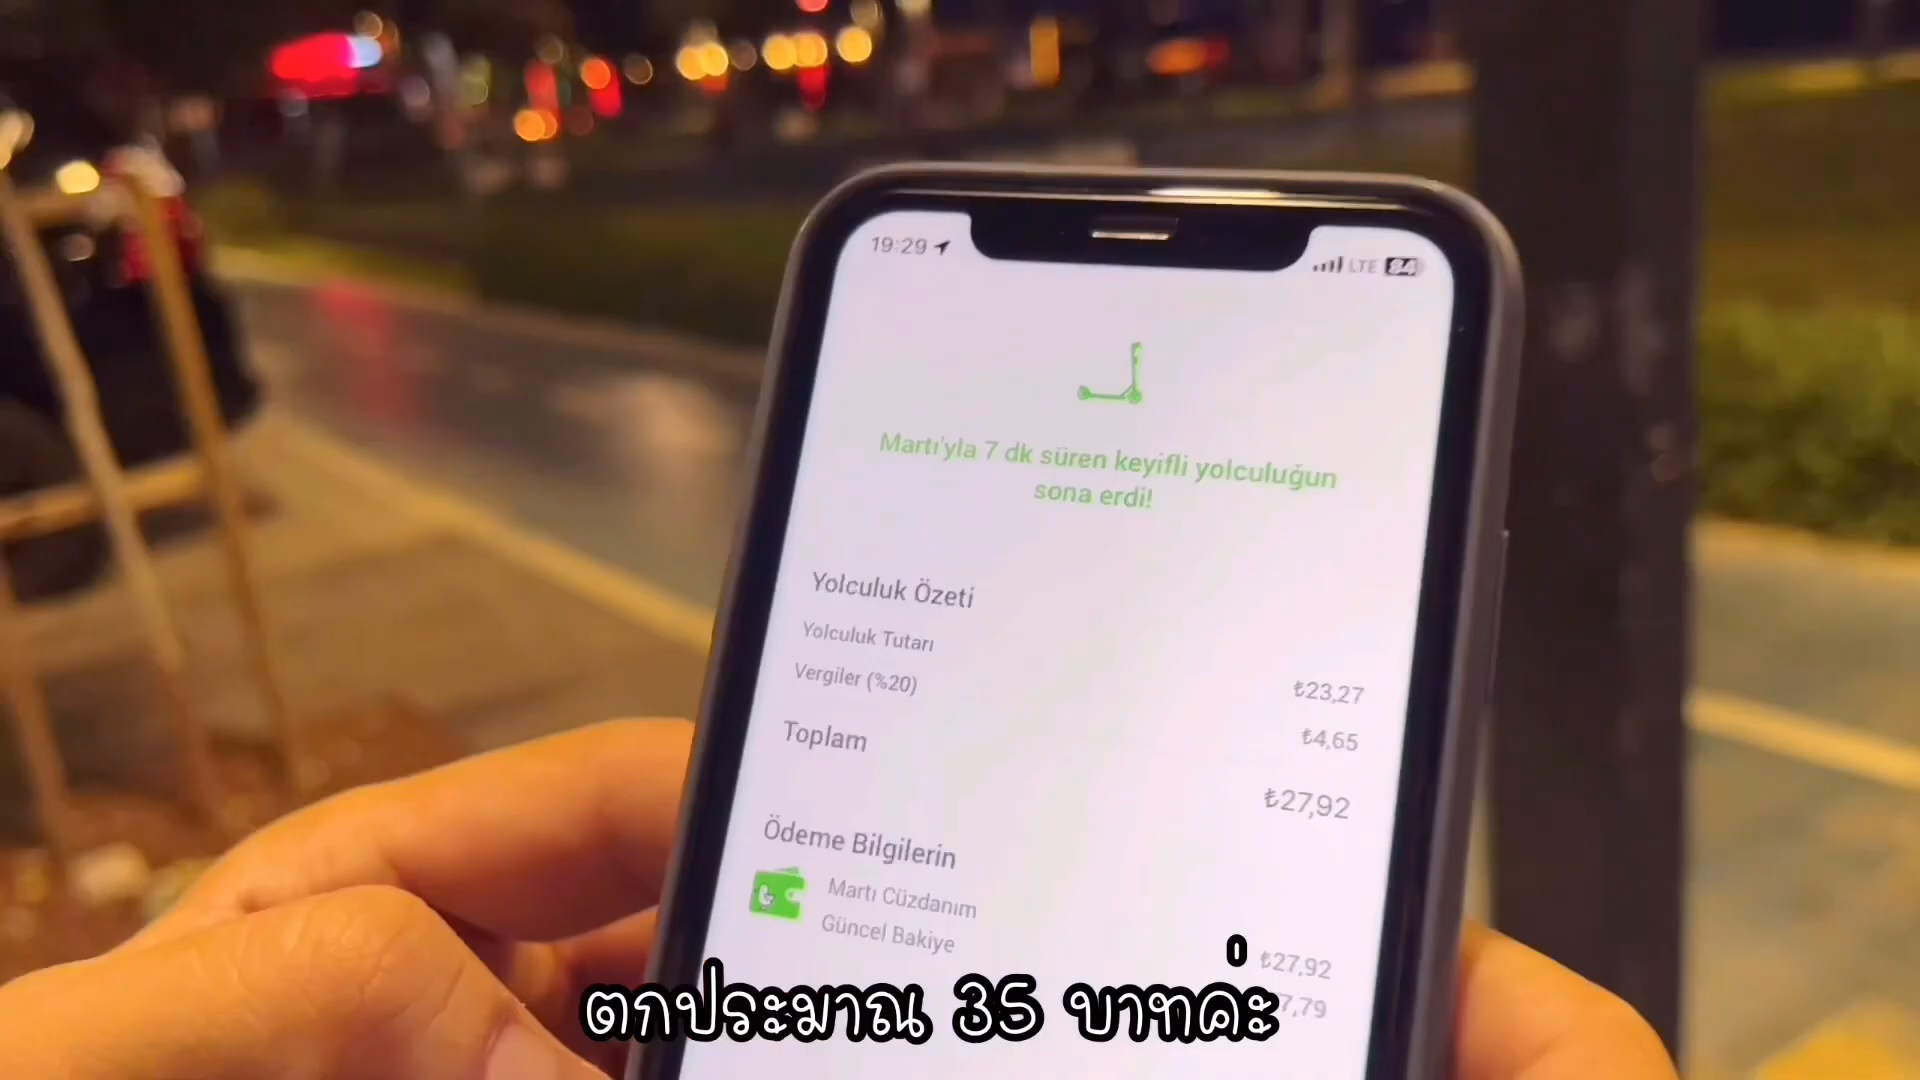 19:29
LTE 84
Martı'yla 7 dk süren keyifli yolculuğun
sona erdi!
Yolculuk Özeti
Yolculuk Tutarı ₺23,27
Vergiler (%20) ₺4,65
Toplam ₺27,92
Ödeme Bilgilerin
Martı Cüzdanım ₺27,92
Güncel Bakiye 7,79
ตกประมาณ 35 บาทค่ะ